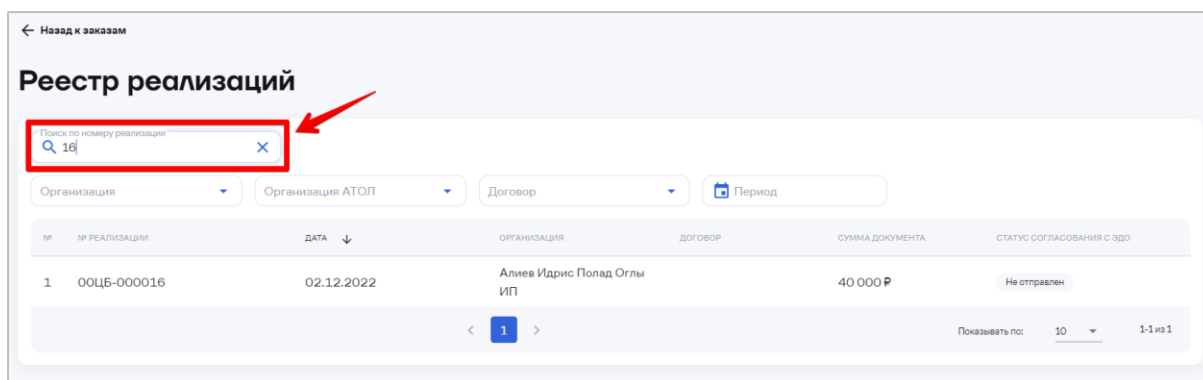 ← Назад к заказам
Реестр реализаций
Поиск по номеру реализации
16
Организация
Организация АТОЛ
Договор
Период
№ № РЕАЛИЗАЦИИ ДАТА ↓ ОРГАНИЗАЦИЯ ДОГОВОР СУММА ДОКУМЕНТА СТАТУС СОГЛАСОВАНИЯ С ЭДО
1 00ЦБ-000016 02.12.2022 Алиев Идрис Полад Оглы ИП 40 000 ₽ Не отправлен
< 1 >
Показывать по: 10 1-1 из 1